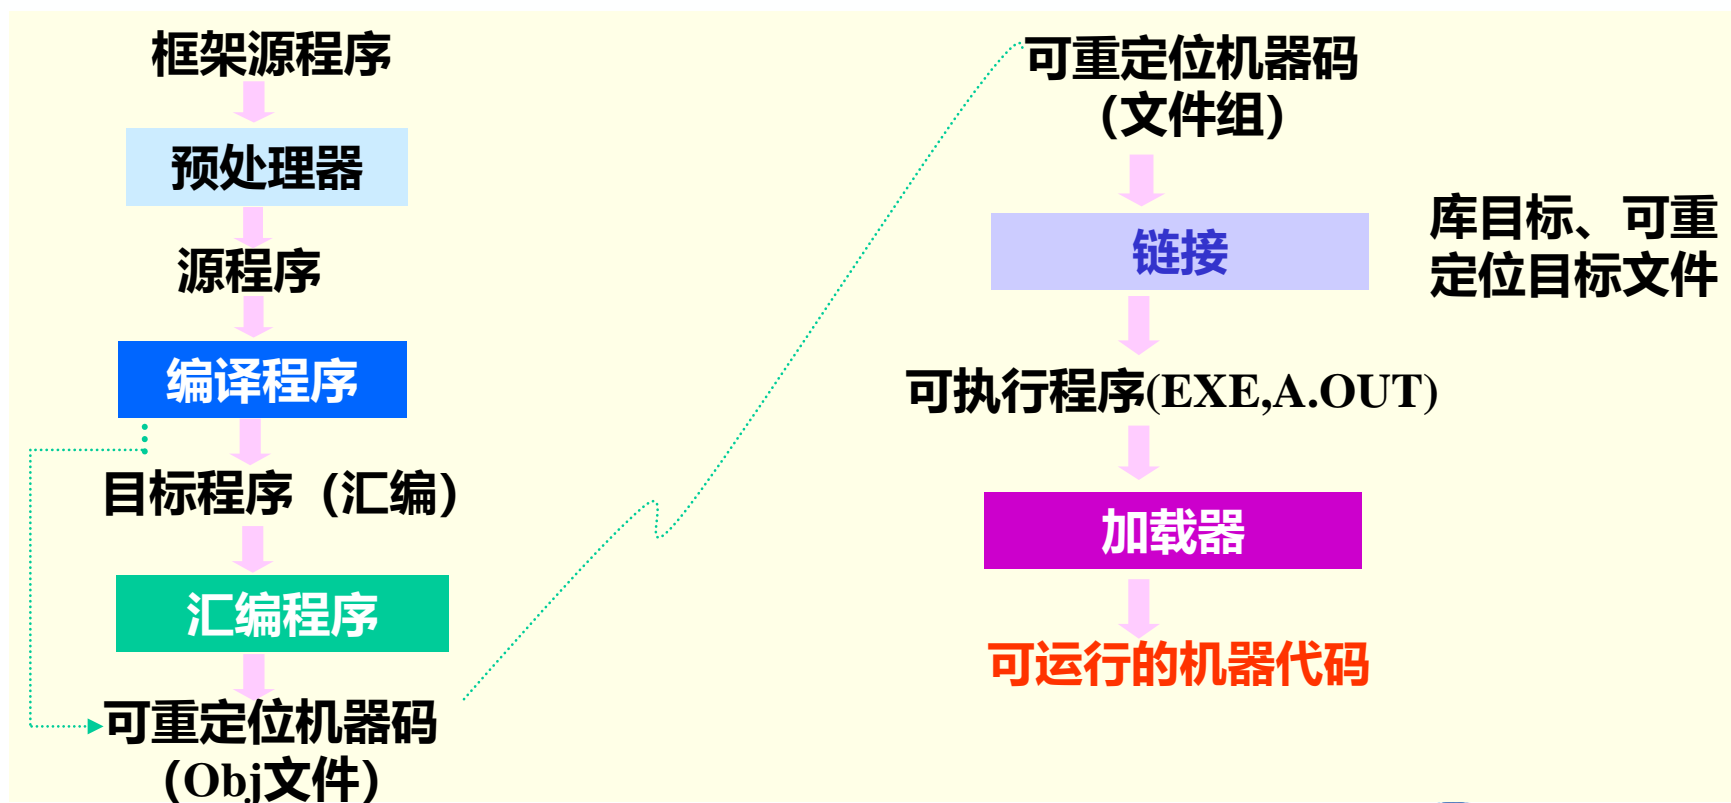 框架源程序
预处理器
源程序
编译程序
目标程序（汇编）
汇编程序
可重定位机器码
（Obj文件）
可重定位机器码
（文件组）
链接
库目标、可重
定位目标文件
可执行程序(EXE,A.OUT)
加载器
可运行的机器代码